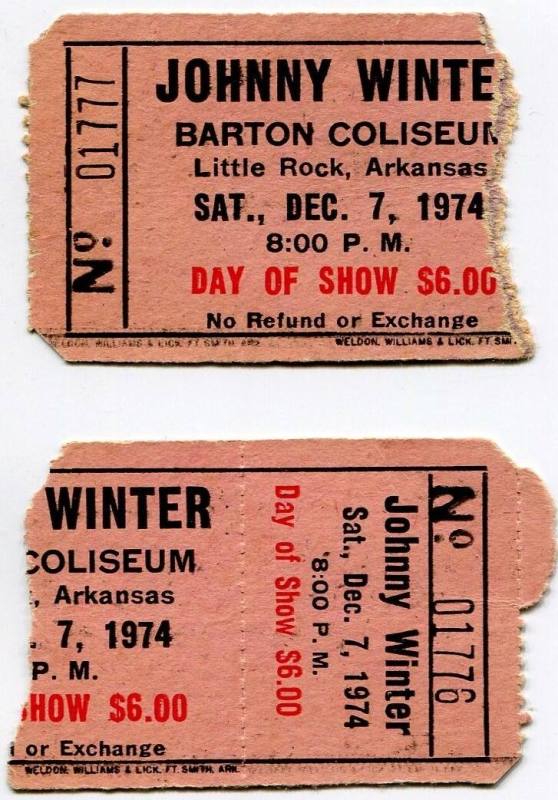 No. 01777
JOHNNY WINTE
BARTON COLISEUM
Little Rock, Arkansas
SAT., DEC. 7, 1974
8:00 P. M.
DAY OF SHOW $6.00
No Refund or Exchange
WELDON, WILLIAMS & LICK, FT. SMITH, ARK.
WELDON, WILLIAMS & LICK, FT. SMI
WINTER
COLISEUM
, Arkansas
. 7, 1974
P. M.
SHOW $6.00
or Exchange
WELDON, WILLIAMS & LICK, FT. SMITH, ARK.
Day of Show $6.00
8:00 P. M.
Sat., Dec. 7, 1974
Johnny Winter
No. 01776